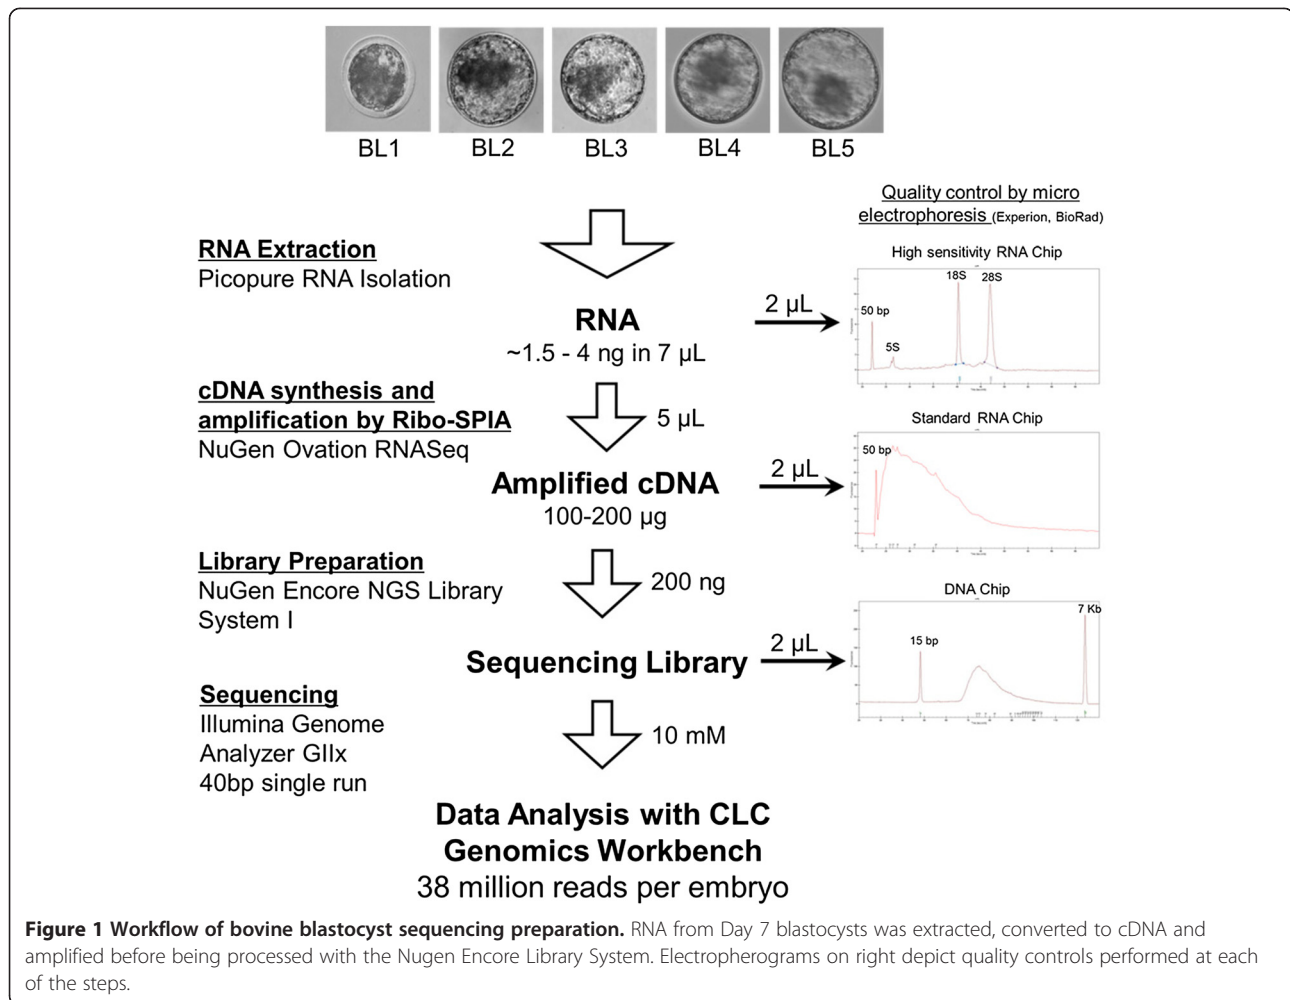 BL1 BL2 BL3 BL4 BL5
Quality control by micro
electrophoresis (Experion, BioRad)
RNA Extraction
Picopure RNA Isolation
High sensitivity RNA Chip
18S 28S
50 bp
5S
2 µL
RNA
~1.5 - 4 ng in 7 µL
cDNA synthesis and
amplification by Ribo-SPIA
NuGen Ovation RNASeq
5 µL
Standard RNA Chip
50 bp
2 µL
Amplified cDNA
100-200 µg
Library Preparation
NuGen Encore NGS Library
System I
200 ng
DNA Chip
7 Kb
15 bp
2 µL
Sequencing Library
Sequencing
Illumina Genome
Analyzer GIIx
40bp single run
10 mM
Data Analysis with CLC
Genomics Workbench
38 million reads per embryo
Figure 1 Workflow of bovine blastocyst sequencing preparation. RNA from Day 7 blastocysts was extracted, converted to cDNA and
amplified before being processed with the Nugen Encore Library System. Electropherograms on right depict quality controls performed at each
of the steps.